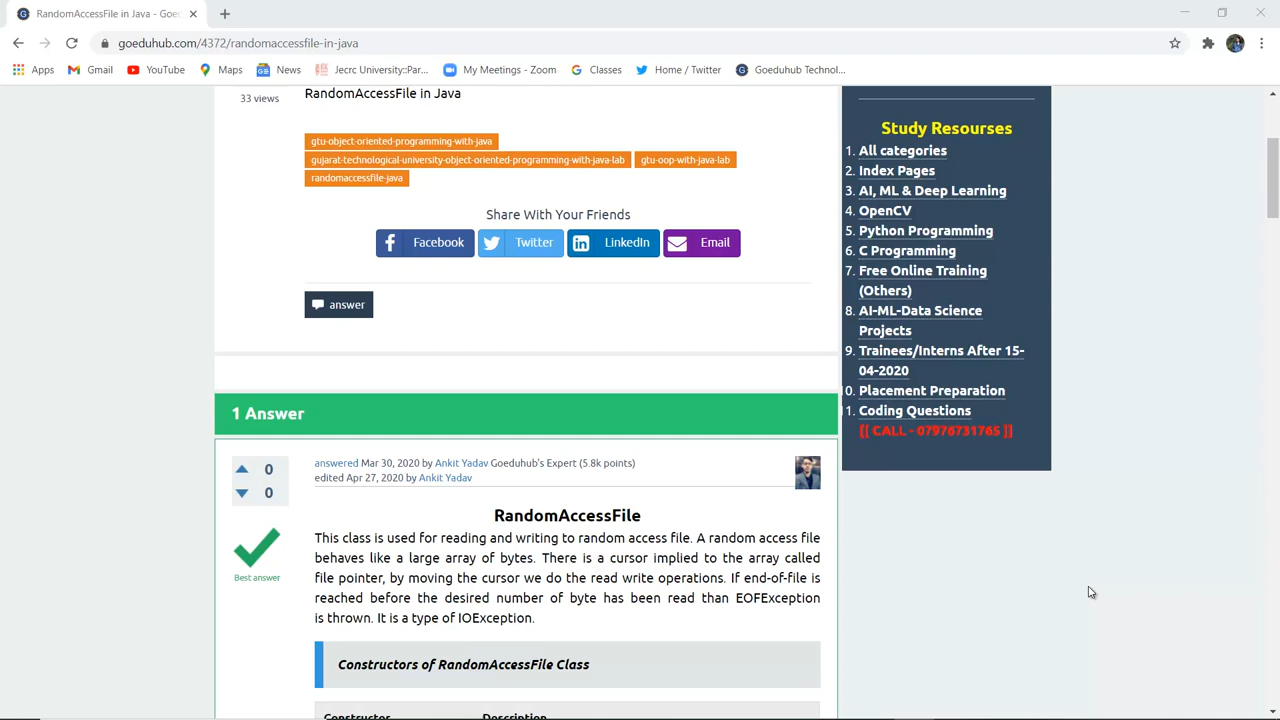 RandomAccessFile in Java - Goed
goeduhub.com/4372/randomaccessfile-in-java
Apps
Gmail
YouTube
Maps
News
Jecrc University::Par...
My Meetings - Zoom
Classes
Home / Twitter
Goeduhub Technol...
33 views
RandomAccessFile in Java
gtu-object-oriented-programming-with-java
gujarat-technological-university-object-oriented-programming-with-java-lab
gtu-oop-with-java-lab
randomaccessfile-java
Share With Your Friends
Facebook
Twitter
LinkedIn
Email
answer
1 Answer
0
0
Best answer
answered Mar 30, 2020 by Ankit Yadav Goeduhub's Expert (5.8k points)
edited Apr 27, 2020 by Ankit Yadav
RandomAccessFile
This class is used for reading and writing to random access file. A random access file
behaves like a large array of bytes. There is a cursor implied to the array called
file pointer, by moving the cursor we do the read write operations. If end-of-file is
reached before the desired number of byte has been read than EOFException
is thrown. It is a type of IOException.
Constructors of RandomAccessFile Class
Constructor
Description
Study Resourses
1. All categories
2. Index Pages
3. AI, ML & Deep Learning
4. OpenCV
5. Python Programming
6. C Programming
7. Free Online Training
(Others)
8. AI-ML-Data Science
Projects
9. Trainees/Interns After 15-
04-2020
10. Placement Preparation
11. Coding Questions
[[ CALL - 07976731765 ]]